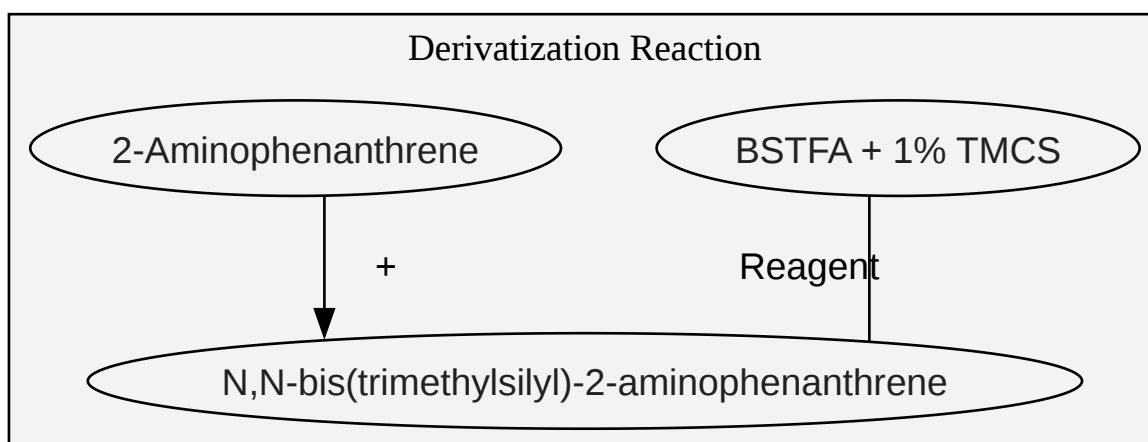 Derivatization Reaction
2-Aminophenanthrene
BSTFA + 1% TMCS
+
Reagent
N,N-bis(trimethylsilyl)-2-aminophenanthrene